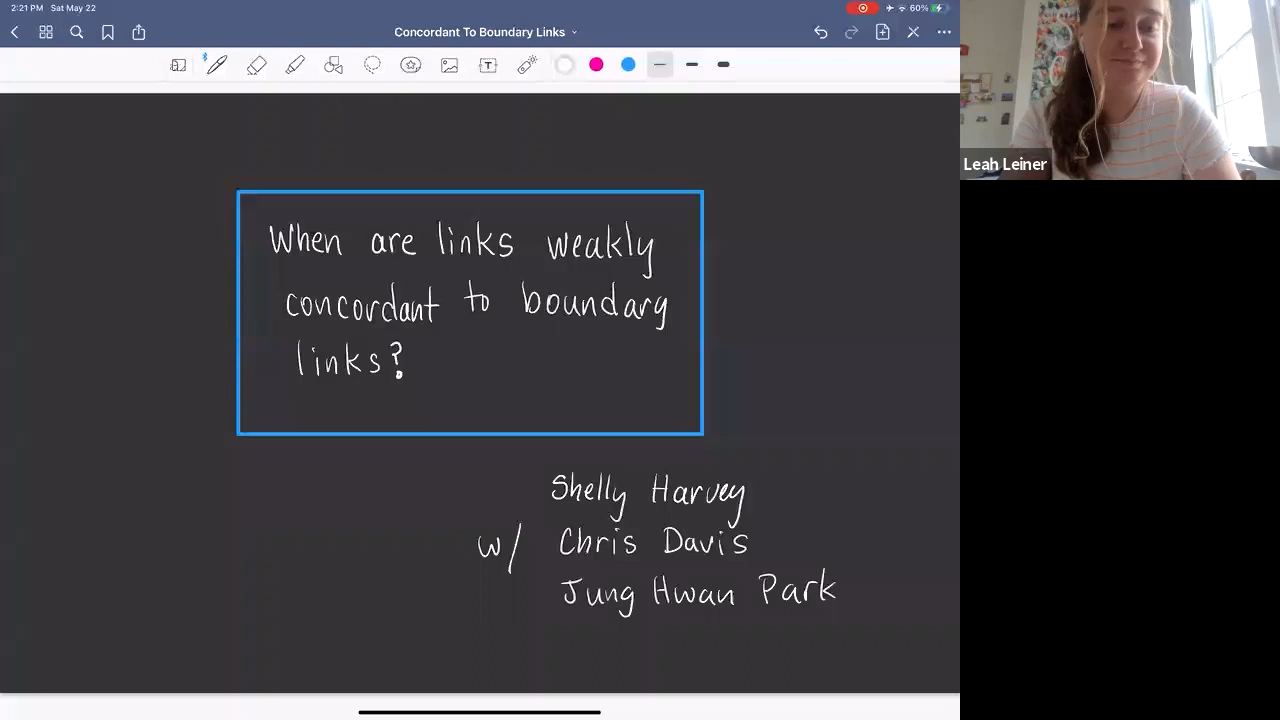 2:21 PM Sat May 22
60%
Concordant To Boundary Links
T
When are links weakly
concordant to boundary
links?
Shelly Harvey
w/ Chris Davis
Jung Hwan Park
Leah Leiner